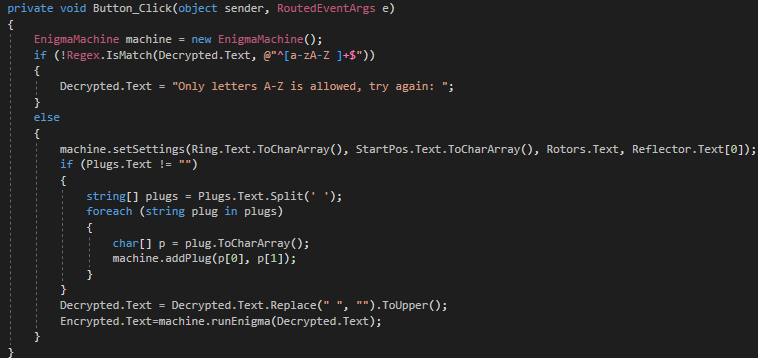 private void Button_Click(object sender, RoutedEventArgs e)
{
    EnigmaMachine machine = new EnigmaMachine();
    if (!Regex.IsMatch(Decrypted.Text, @"^[a-zA-Z ]+$"))
    {
        Decrypted.Text = "Only letters A-Z is allowed, try again: ";
    }
    else
    {
        machine.setSettings(Ring.Text.ToCharArray(), StartPos.Text.ToCharArray(), Rotors.Text, Reflector.Text[0]);
        if (Plugs.Text != "")
        {
            string[] plugs = Plugs.Text.Split(' ');
            foreach (string plug in plugs)
            {
                char[] p = plug.ToCharArray();
                machine.addPlug(p[0], p[1]);
            }
        }
        Decrypted.Text = Decrypted.Text.Replace(" ", "").ToUpper();
        Encrypted.Text=machine.runEnigma(Decrypted.Text);
    }
}